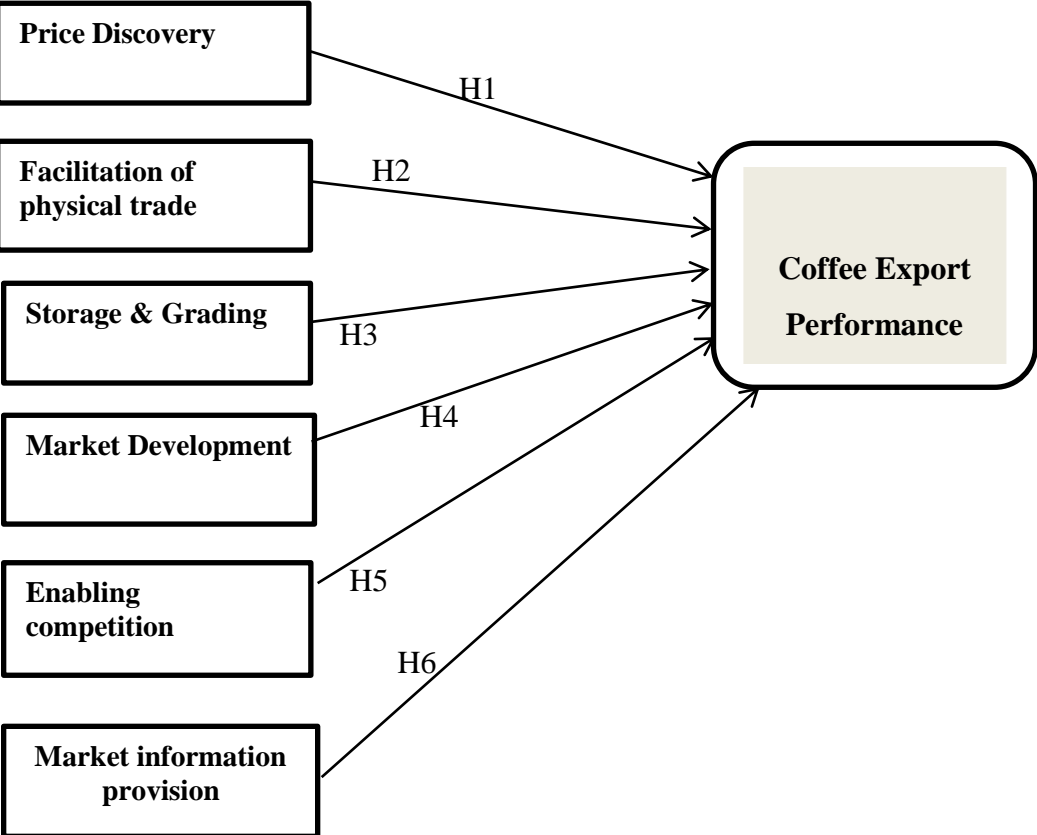 Price Discovery
H1
Facilitation of
physical trade
H2
Storage & Grading
H3
Market Development
H4
Enabling
competition
H5
Market information
provision
H6
Coffee Export
Performance